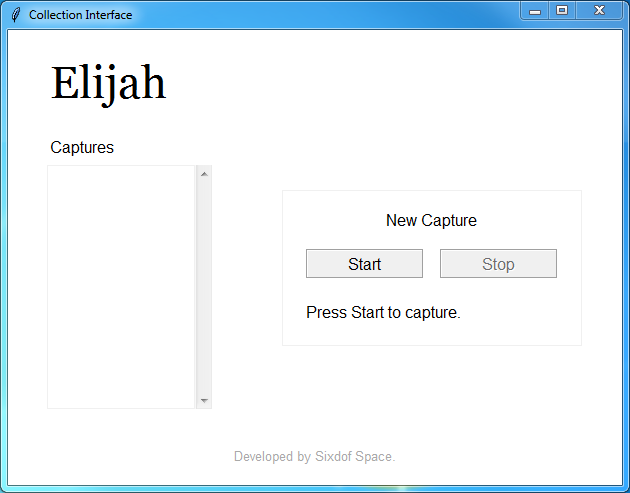 Collection Interface
Elijah
Captures
New Capture
Start Stop
Press Start to capture.
Developed by Sixdof Space.